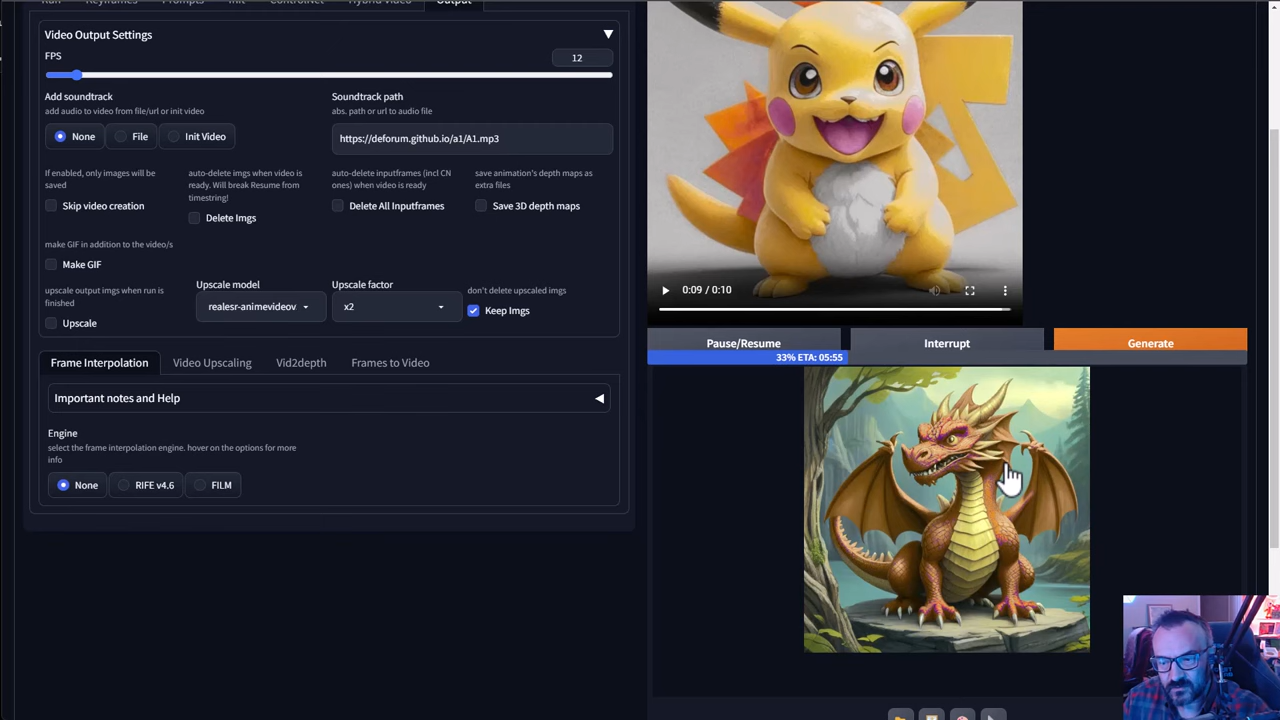 Run Keyframes Prompts Init ControlNet Hybrid Video Output
Video Output Settings
FPS
12
Add soundtrack
add audio to video from file/url or init video
None
File
Init Video
Soundtrack path
abs. path or url to audio file
https://deforum.github.io/a1/A1.mp3
If enabled, only images will be
saved
Skip video creation
auto-delete imgs when video is
ready. Will break Resume from
timestring!
Delete Imgs
auto-delete inputframes (incl CN
ones) when video is ready
Delete All Inputframes
save animation's depth maps as
extra files
Save 3D depth maps
make GIF in addition to the video/s
Make GIF
upscale output imgs when run is
finished
Upscale
Upscale model
realesr-animevideov
Upscale factor
x2
don't delete upscaled imgs
Keep Imgs
Frame Interpolation
Video Upscaling
Vid2depth
Frames to Video
Important notes and Help
Engine
select the frame interpolation engine. hover on the options for more
info
None
RIFE v4.6
FILM
0:09 / 0:10
Pause/Resume
Interrupt
Generate
33% ETA: 05:55